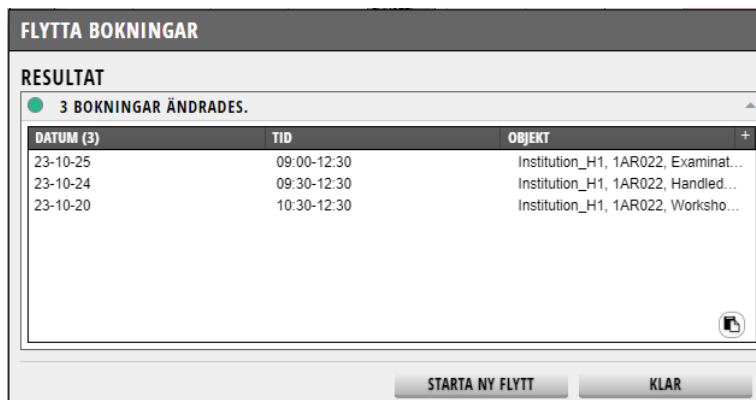 FLYTTA BOKNINGAR
RESULTAT
3 BOKNINGAR ÄNDRADES.
DATUM (3) TID OBJEKT +
23-10-25 09:00-12:30 Institution_H1, 1AR022, Examinat...
23-10-24 09:30-12:30 Institution_H1, 1AR022, Handled...
23-10-20 10:30-12:30 Institution_H1, 1AR022, Worksho...
STARTA NY FLYTT KLAR